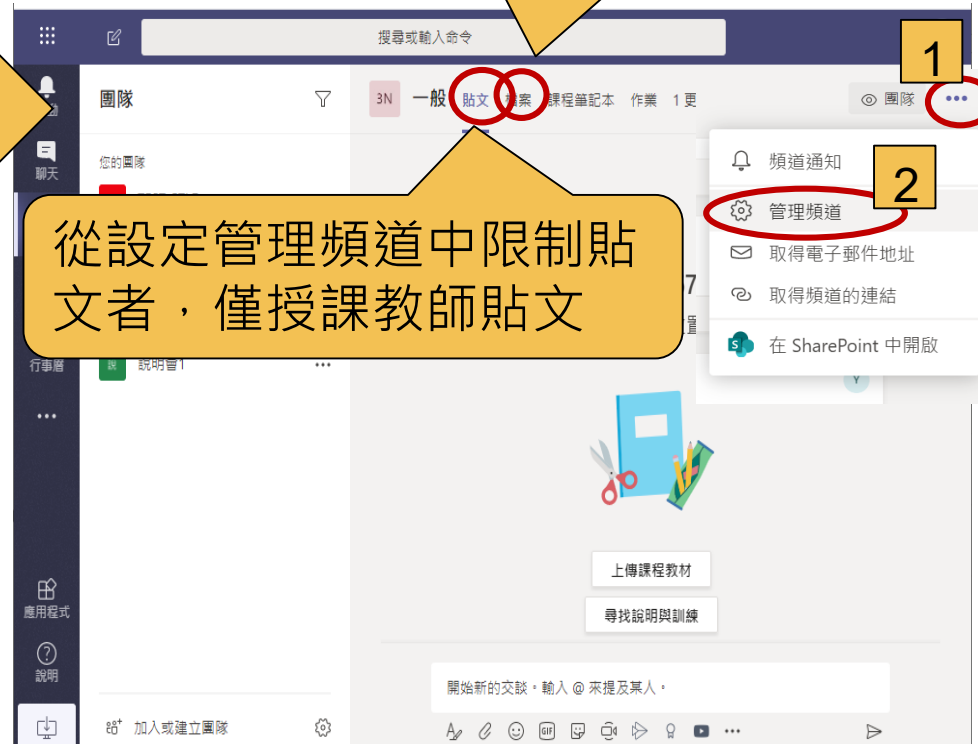 搜尋或輸入命令
1
團隊
3N 一般 貼文 檔案 課程筆記本 作業 1 更
團隊
聊天
您的團隊
頻道通知
2
管理頻道
從設定管理頻道中限制貼
文者，僅授課教師貼文
取得電子郵件地址
取得頻道的連結
在 SharePoint 中開啟
行事曆
說 說明會1
Y
上傳課程教材
尋找說明與訓練
應用程式
說明
開始新的交談。輸入 @ 來提及某人。
加入或建立團隊
GIF